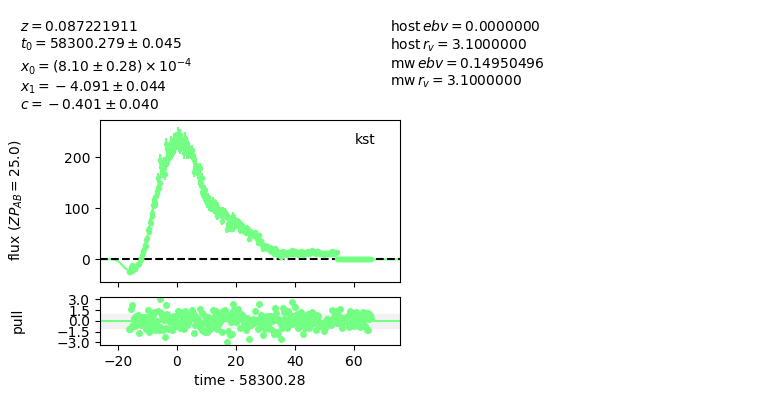 z = 0.087221911
t₀ = 58300.279 ± 0.045
x₀ = (8.10 ± 0.28) × 10⁻⁴
x₁ = −4.091 ± 0.044
c = −0.401 ± 0.040
host ebv = 0.0000000
host r_v = 3.1000000
mw ebv = 0.14950496
mw r_v = 3.1000000
kst
flux (ZP_AB = 25.0)
200
100
0
pull
3.0
1.5
0.0
−1.5
−3.0
−20 0 20 40 60
time - 58300.28